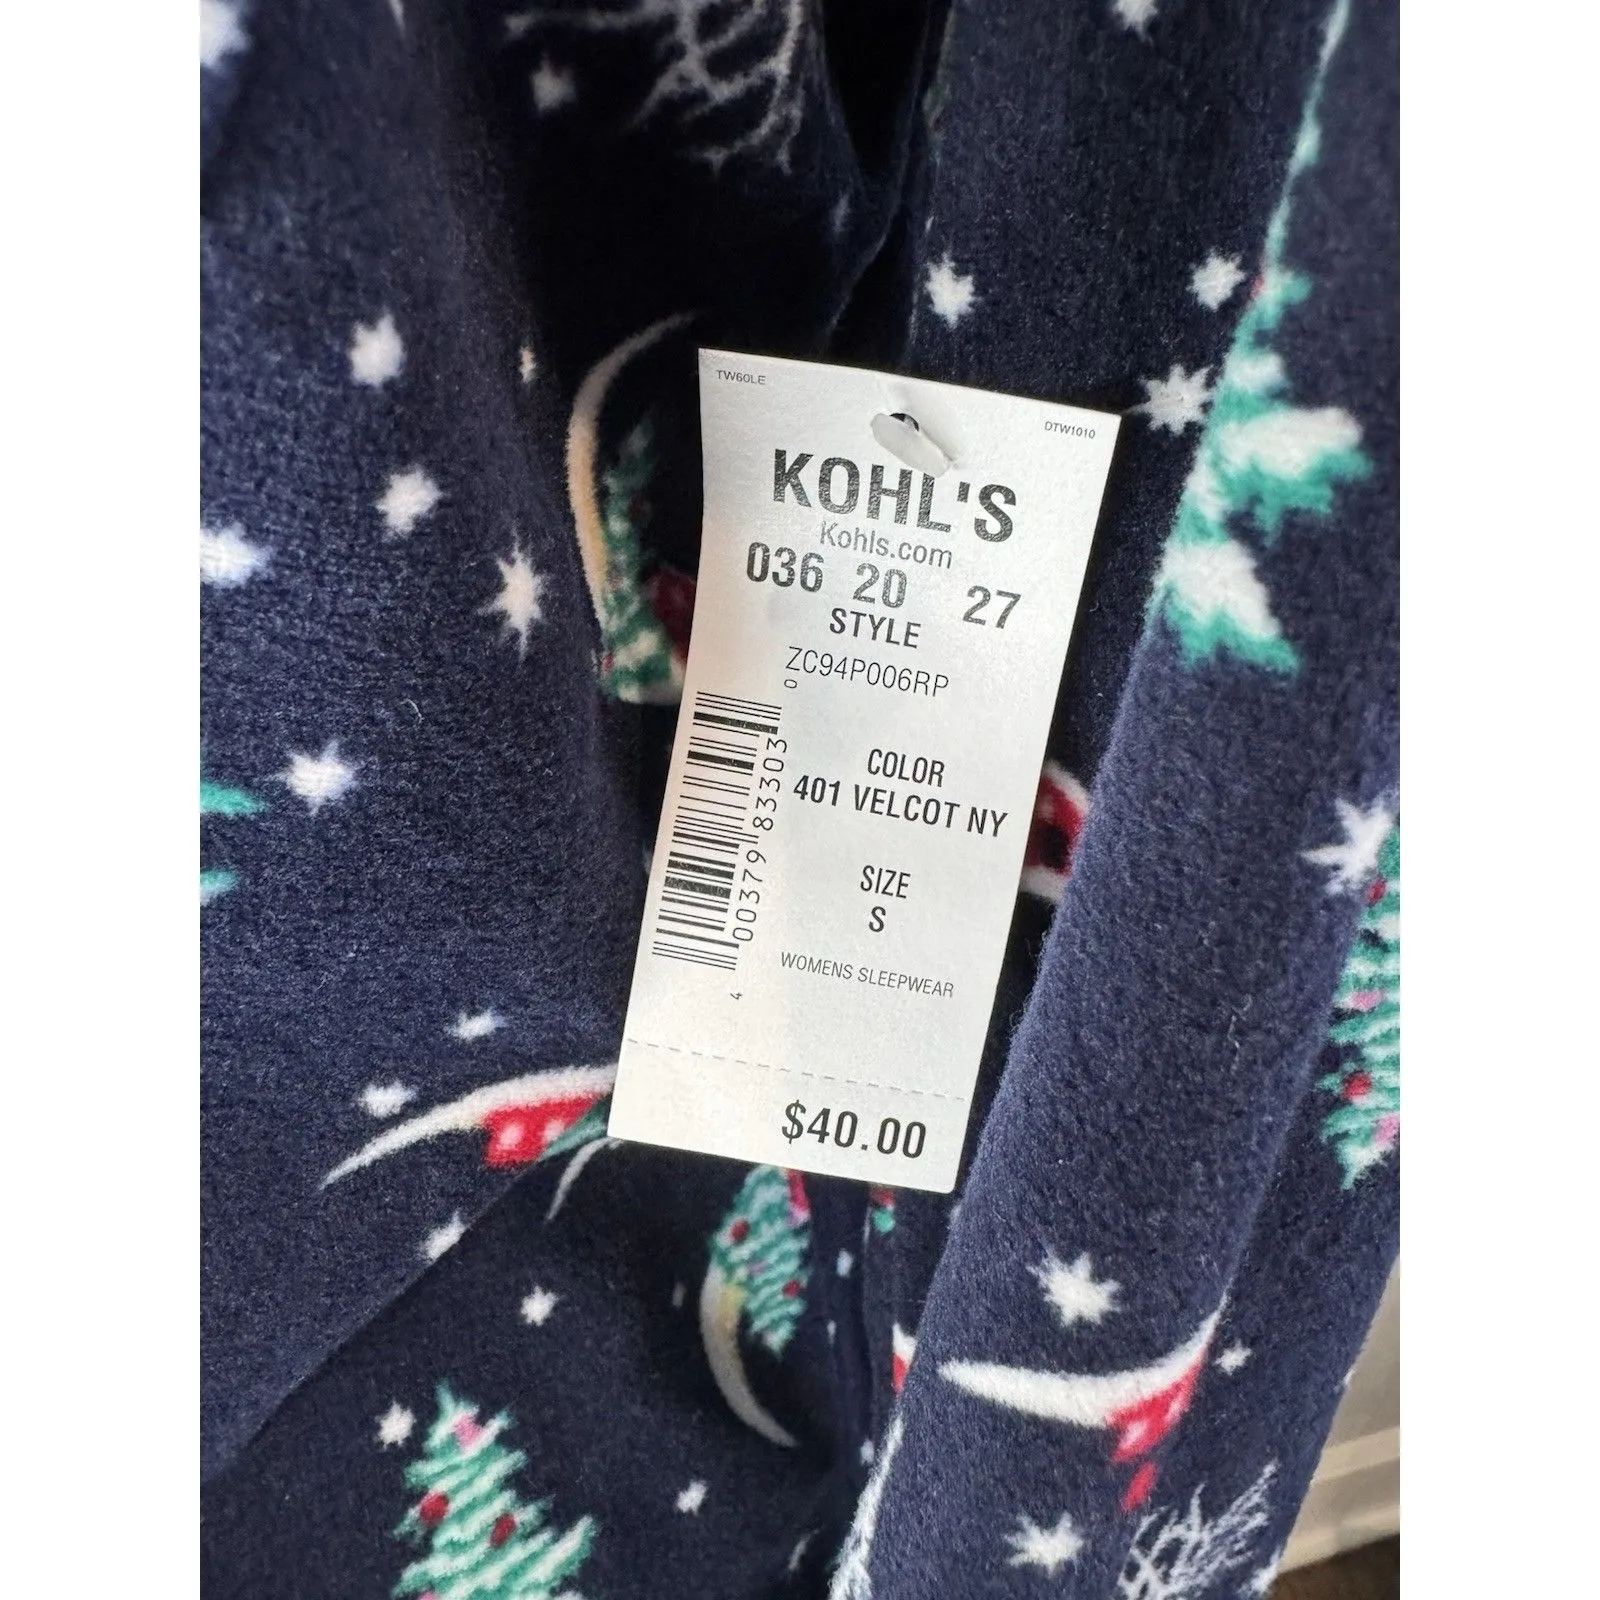 TW60LE
DTW1010
KOHL'S
Kohls.com
036 20 27
STYLE
ZC94P006RP
0
COLOR
401 VELCOT NY
SIZE
S
WOMENS SLEEPWEAR
4 00379 83303
$40.00